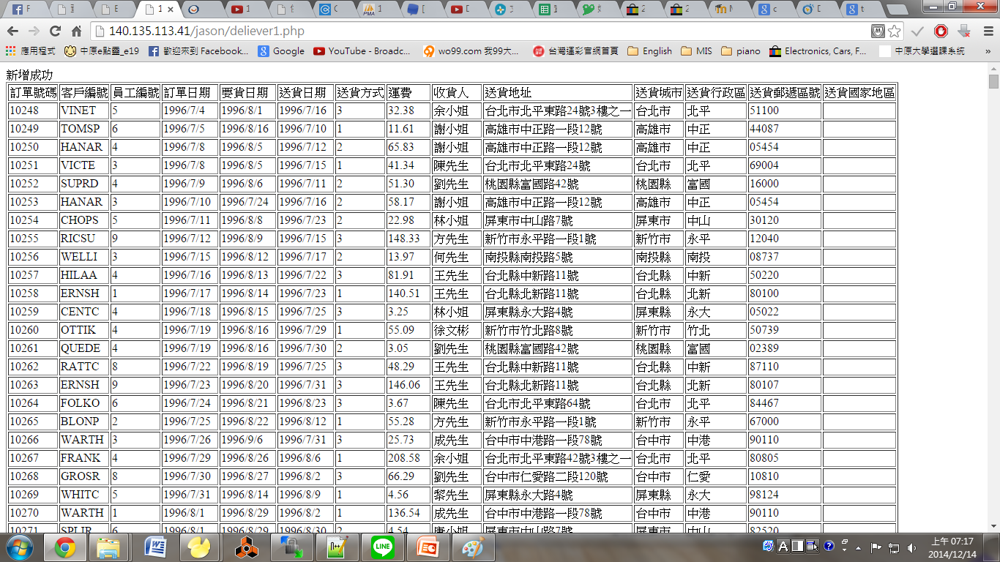 140.135.113.41/jason/deliever1.php
應用程式 中原e點靈_e19 歡迎來到 Facebook... Google YouTube - Broadc... wo99.com 我99大... 台灣運彩官網首頁 English MIS piano Electronics, Cars, F... 中原大學選課系統 »
新增成功
訂單號碼 客戶編號 員工編號 訂單日期 要貨日期 送貨日期 送貨方式 運費 收貨人 送貨地址 送貨城市 送貨行政區 送貨郵遞區號 送貨國家地區
10248 VINET 5 1996/7/4 1996/8/1 1996/7/16 3 32.38 余小姐 台北市北平東路24號3樓之一 台北市 北平 51100
10249 TOMSP 6 1996/7/5 1996/8/16 1996/7/10 1 11.61 謝小姐 高雄市中正路一段12號 高雄市 中正 44087
10250 HANAR 4 1996/7/8 1996/8/5 1996/7/12 2 65.83 謝小姐 高雄市中正路一段12號 高雄市 中正 05454
10251 VICTE 3 1996/7/8 1996/8/5 1996/7/15 1 41.34 陳先生 台北市北平東路24號 台北市 北平 69004
10252 SUPRD 4 1996/7/9 1996/8/6 1996/7/11 2 51.30 劉先生 桃園縣富國路42號 桃園縣 富國 16000
10253 HANAR 3 1996/7/10 1996/7/24 1996/7/16 2 58.17 謝小姐 高雄市中正路一段12號 高雄市 中正 05454
10254 CHOPS 5 1996/7/11 1996/8/8 1996/7/23 2 22.98 林小姐 屏東市中山路7號 屏東市 中山 30120
10255 RICSU 9 1996/7/12 1996/8/9 1996/7/15 3 148.33 方先生 新竹市永平路一段1號 新竹市 永平 12040
10256 WELLI 3 1996/7/15 1996/8/12 1996/7/17 2 13.97 何先生 南投縣南投路5號 南投縣 南投 08737
10257 HILAA 4 1996/7/16 1996/8/13 1996/7/22 3 81.91 王先生 台北縣中新路11號 台北縣 中新 50220
10258 ERNSH 1 1996/7/17 1996/8/14 1996/7/23 1 140.51 王先生 台北縣北新路11號 台北縣 北新 80100
10259 CENTC 4 1996/7/18 1996/8/15 1996/7/25 3 3.25 林小姐 屏東縣永大路4號 屏東縣 永大 05022
10260 OTTIK 4 1996/7/19 1996/8/16 1996/7/29 1 55.09 徐文彬 新竹市竹北路8號 新竹市 竹北 50739
10261 QUEDE 4 1996/7/19 1996/8/16 1996/7/30 2 3.05 劉先生 桃園縣富國路42號 桃園縣 富國 02389
10262 RATTC 8 1996/7/22 1996/8/19 1996/7/25 3 48.29 王先生 台北縣中新路11號 台北縣 中新 87110
10263 ERNSH 9 1996/7/23 1996/8/20 1996/7/31 3 146.06 王先生 台北縣北新路11號 台北縣 北新 80107
10264 FOLKO 6 1996/7/24 1996/8/21 1996/8/23 3 3.67 陳先生 台北市北平東路64號 台北市 北平 84467
10265 BLONP 2 1996/7/25 1996/8/22 1996/8/12 1 55.28 方先生 新竹市永平路一段1號 新竹市 永平 67000
10266 WARTH 3 1996/7/26 1996/9/6 1996/7/31 3 25.73 成先生 台中市中港路一段78號 台中市 中港 90110
10267 FRANK 4 1996/7/29 1996/8/26 1996/8/6 1 208.58 余小姐 台北市北平東路42號3樓之一 台北市 北平 80805
10268 GROSR 8 1996/7/30 1996/8/27 1996/8/2 3 66.29 劉先生 台中市仁愛路二段120號 台中市 仁愛 10810
10269 WHITC 5 1996/7/31 1996/8/14 1996/8/9 1 4.56 黎先生 屏東縣永大路4號 屏東縣 永大 98124
10270 WARTH 1 1996/8/1 1996/8/29 1996/8/2 1 136.54 成先生 台中市中港路一段78號 台中市 中港 90110
10271 SPLIR 6 1996/8/1 1996/8/29 1996/8/30 2 4.54 唐小姐 屏東市中山路7號 屏東市 中山 82520
上午 07:17
2014/12/14